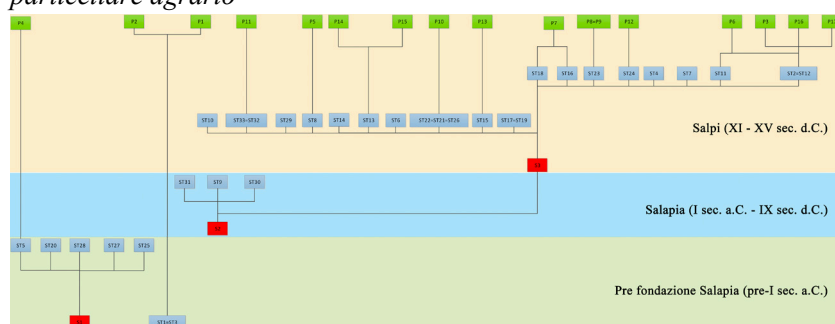 particellare agrario
P4 P2 P1 P11 P5 P14 P15 P10 P13 P7 P8=P9 P12 P6 P3 P16
ST18 ST16 ST23 ST24 ST4 ST7 ST11 ST2=ST12
ST10 ST33=ST32 ST29 ST8 ST14 ST13 ST6 ST22=ST21=ST26 ST15 ST17=ST19
Salpi (XI - XV sec. d.C.)
ST31 ST9 ST30
Salapia (I sec. a.C. - IX sec. d.C.)
ST5 ST20 ST28 ST27 ST25
Pre fondazione Salapia (pre-I sec. a.C.)
ST1=ST3